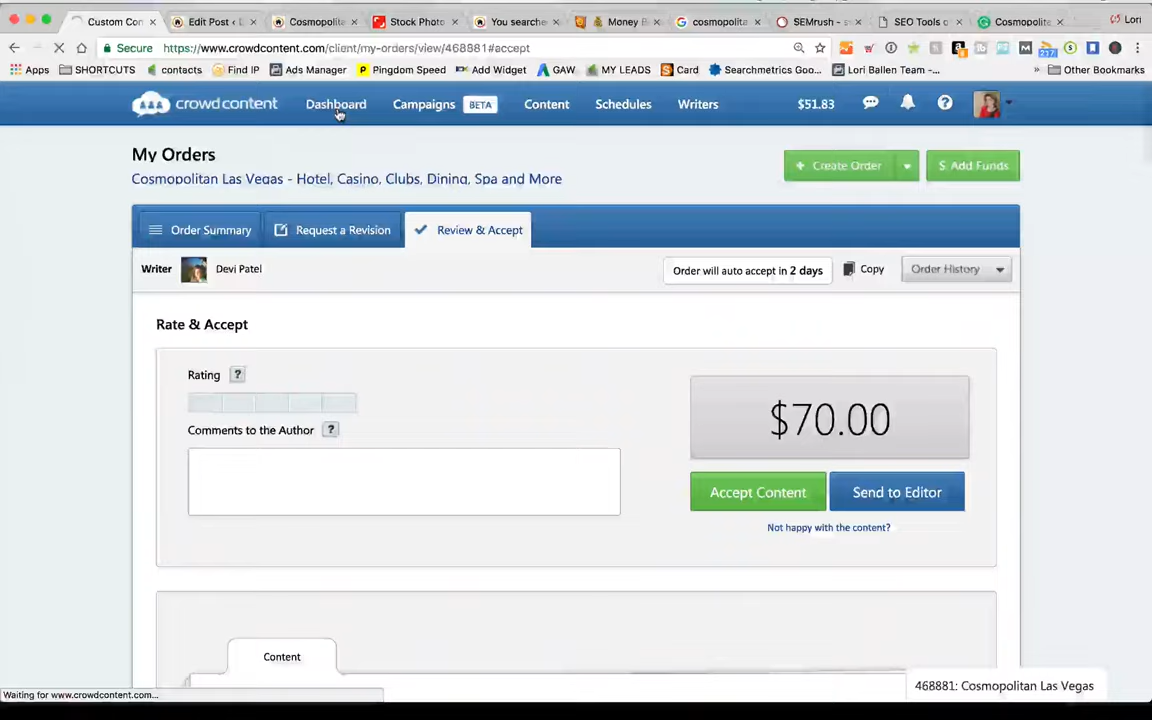 Custom Con
Edit Post ‹
Cosmopolit
Stock Photo
You searche
Money R
cosmopolita
SEMrush - s
SEO Tools o
Cosmopolite
Lori
Secure https://www.crowdcontent.com/client/my-orders/view/468881#accept
Apps SHORTCUTS contacts Find IP Ads Manager Pingdom Speed Add Widget GAW MY LEADS Card Searchmetrics Goo... Lori Ballen Team -... » Other Bookmarks
crowdcontent Dashboard Campaigns BETA Content Schedules Writers $51.83
My Orders
+ Create Order $ Add Funds
Cosmopolitan Las Vegas - Hotel, Casino, Clubs, Dining, Spa and More
Order Summary Request a Revision Review & Accept
Writer Devi Patel Order will auto accept in 2 days Copy Order History
Rate & Accept
Rating ?
$70.00
Comments to the Author ?
Accept Content Send to Editor
Not happy with the content?
Content
468881: Cosmopolitan Las Vegas
Waiting for www.crowdcontent.com...